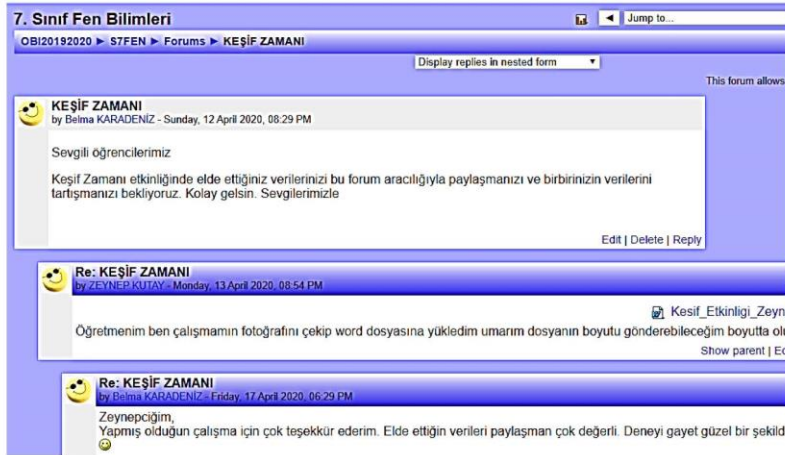 7. Sınıf Fen Bilimleri
Jump to...
OBI20192020 ► S7FEN ► Forums ► KEŞİF ZAMANI
Display replies in nested form
This forum allows
KEŞİF ZAMANI
by Belma KARADENİZ - Sunday, 12 April 2020, 08:29 PM
Sevgili öğrencilerimiz
Keşif Zamanı etkinliğinde elde ettiğiniz verilerinizi bu forum aracılığıyla paylaşmanızı ve birbirinizin verilerini
tartışmanızı bekliyoruz. Kolay gelsin. Sevgilerimizle
Edit | Delete | Reply
Re: KEŞİF ZAMANI
by ZEYNEP KUTAY - Monday, 13 April 2020, 08:54 PM
Kesif_Etkinligi_Zeyn
Öğretmenim ben çalışmamın fotoğrafını çekip word dosyasına yükledim umarım dosyanın boyutu gönderebileceğim boyutta olu
Show parent | Ed
Re: KEŞİF ZAMANI
by Belma KARADENİZ - Friday, 17 April 2020, 06:29 PM
Zeynepciğim,
Yapmış olduğun çalışma için çok teşekkür ederim. Elde ettiğin verileri paylaşman çok değerli. Deneyi gayet güzel bir şekild